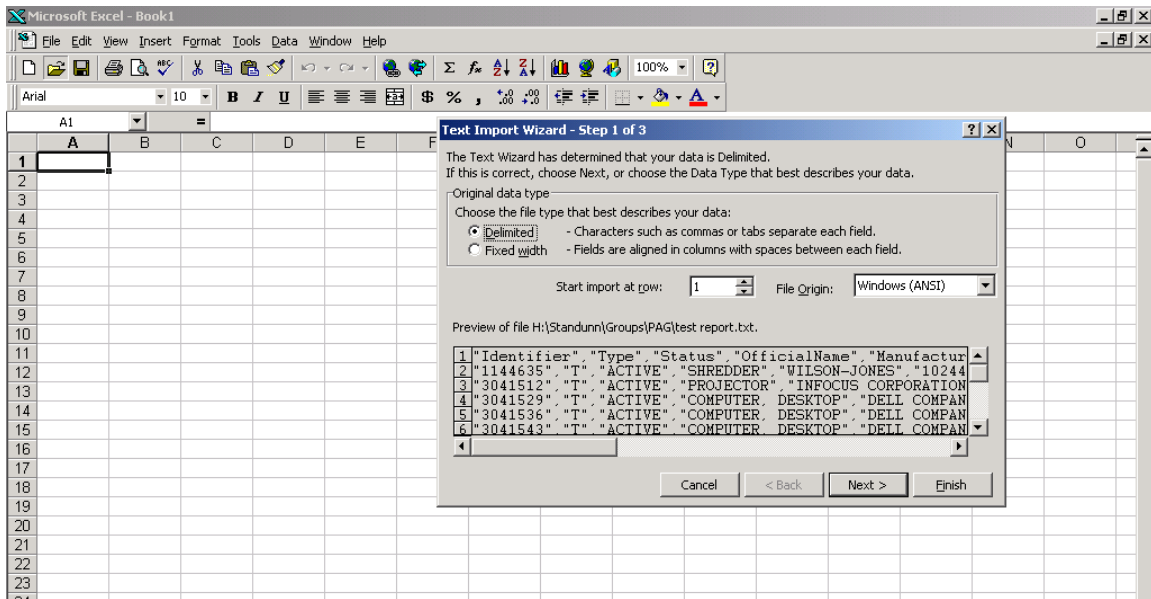 Microsoft Excel - Book1
File Edit View Insert Format Tools Data Window Help
100%
Arial 10 B I U $ % ,
A1 =
A B C D E F N O
Text Import Wizard - Step 1 of 3
The Text Wizard has determined that your data is Delimited.
If this is correct, choose Next, or choose the Data Type that best describes your data.
Original data type
Choose the file type that best describes your data:
Delimited - Characters such as commas or tabs separate each field.
Fixed width - Fields are aligned in columns with spaces between each field.
Start import at row: 1 File Origin: Windows (ANSI)
Preview of file H:\Standunn\Groups\PAG\test report.txt.
1 "Identifier","Type","Status","OfficialName","Manufactur
2 "1144635","T","ACTIVE","SHREDDER","WILSON-JONES","10244
3 "3041512","T","ACTIVE","PROJECTOR","INFOCUS CORPORATION
4 "3041529","T","ACTIVE","COMPUTER, DESKTOP","DELL COMPAN
5 "3041536","T","ACTIVE","COMPUTER, DESKTOP","DELL COMPAN
6 "3041543","T","ACTIVE","COMPUTER, DESKTOP","DELL COMPAN
Cancel < Back Next > Finish
1
2
3
4
5
6
7
8
9
10
11
12
13
14
15
16
17
18
19
20
21
22
23